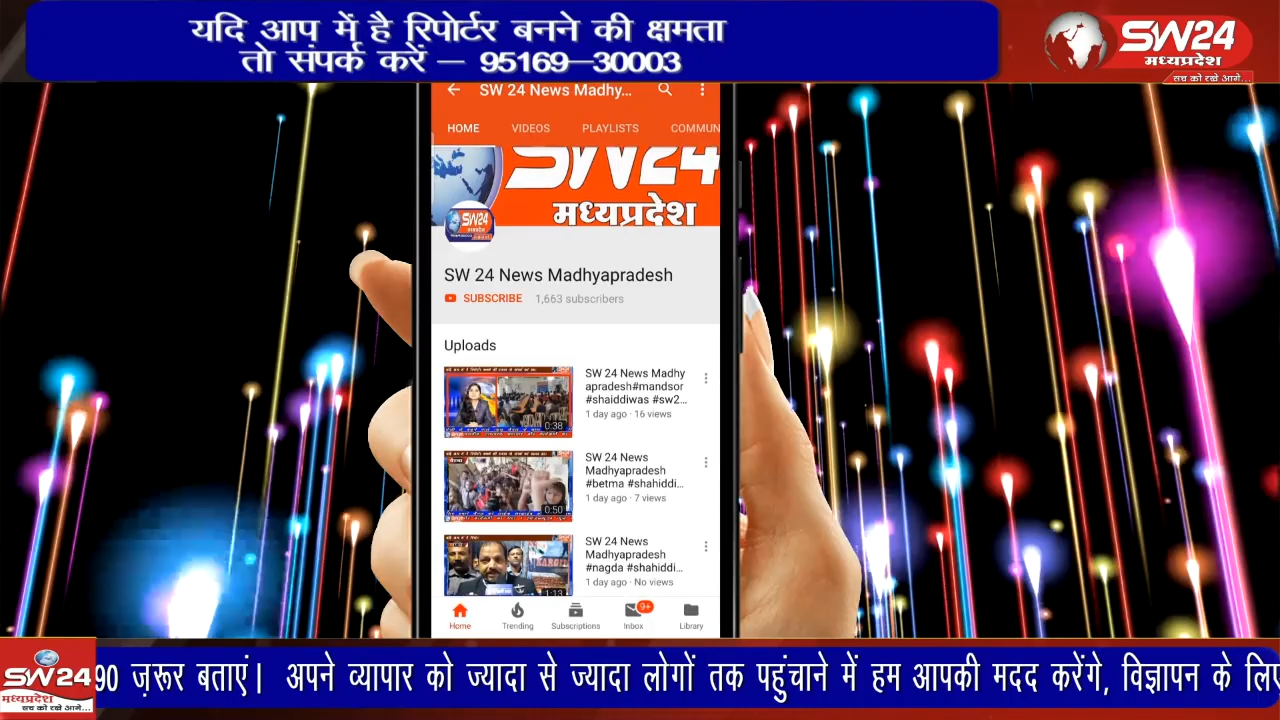 यदि आप में है रिपोर्टर बनने की क्षमता
तो संपर्क करें – 95169–30003
SW24
मध्यप्रदेश
सच को रखे आगे...
SW 24 News Madhy...
HOME VIDEOS PLAYLISTS COMMUN
SW24
मध्यप्रदेश
SW24
SW 24 News Madhyapradesh
SUBSCRIBE 1,663 subscribers
Uploads
SW 24 News Madhy
apradesh#mandsor
#shaiddiwas #sw2...
1 day ago · 16 views
0:38
SW 24 News
Madhyapradesh
#betma #shahiddi...
1 day ago · 7 views
0:50
SW 24 News
Madhyapradesh
#nagda #shahiddi...
1 day ago · No views
1:13
9+
Home Trending Subscriptions Inbox Library
SW24
मध्यप्रदेश
सच को रखे आगे...
90 ज़रूर बताएं। अपने व्यापार को ज्यादा से ज्यादा लोगों तक पहुंचाने में हम आपकी मदद करेंगे, विज्ञापन के लिए